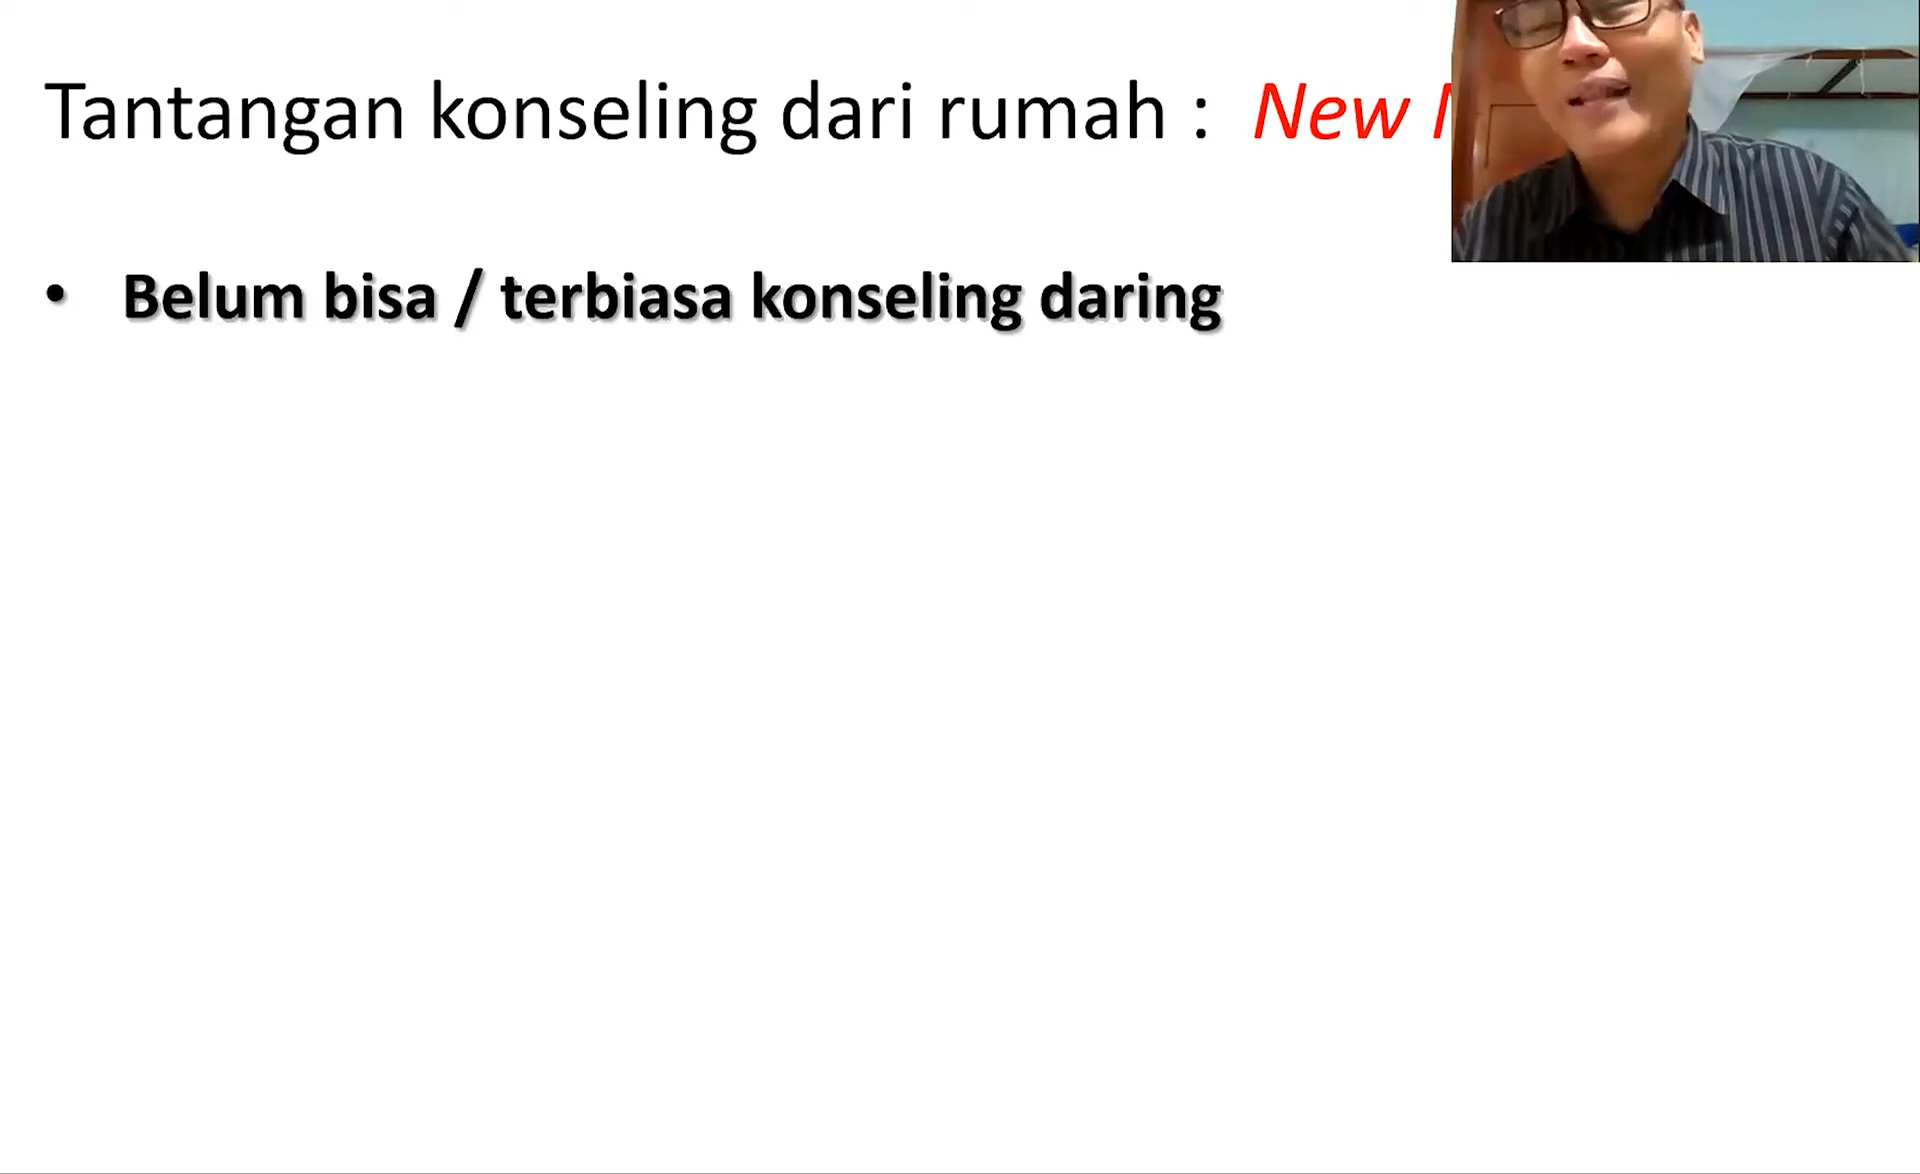 Tantangan konseling dari rumah : New
• Belum bisa / terbiasa konseling daring